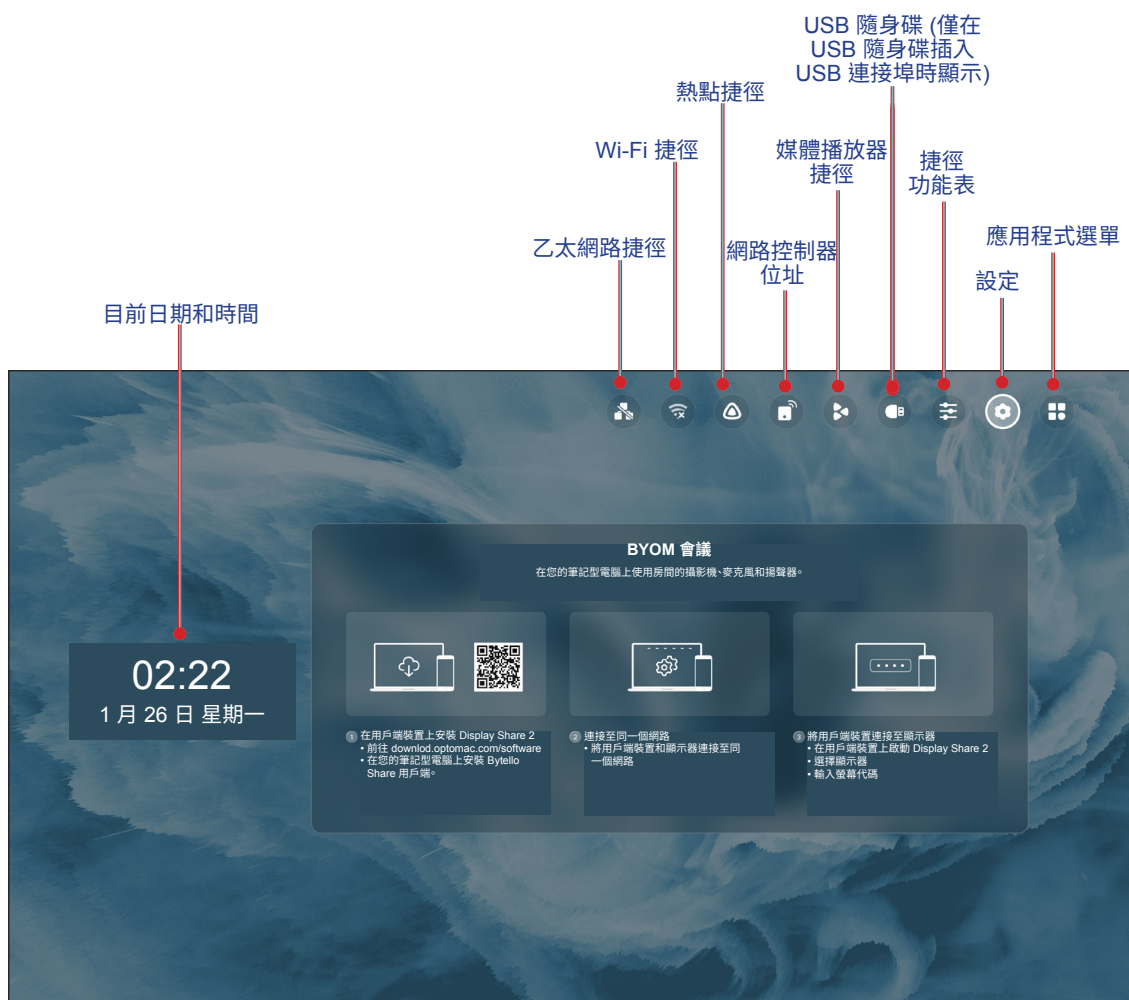 USB 隨身碟 (僅在
USB 隨身碟插入
USB 連接埠時顯示)
熱點捷徑
Wi-Fi 捷徑
媒體播放器
捷徑
捷徑
功能表
乙太網路捷徑
網路控制器
位址
應用程式選單
設定
目前日期和時間
BYOM 會議
在您的筆記型電腦上使用房間的攝影機、麥克風和揚聲器。
02:22
1 月 26 日 星期一
1 在用戶端裝置上安裝 Display Share 2
• 前往 downlod.optomac.com/software
• 在您的筆記型電腦上安裝 Bytello
Share 用戶端。
2 連接至同一個網路
• 將用戶端裝置和顯示器連接至同
一個網路
3 將用戶端裝置連接至顯示器
• 在用戶端裝置上啟動 Display Share 2
• 選擇顯示器
• 輸入螢幕代碼